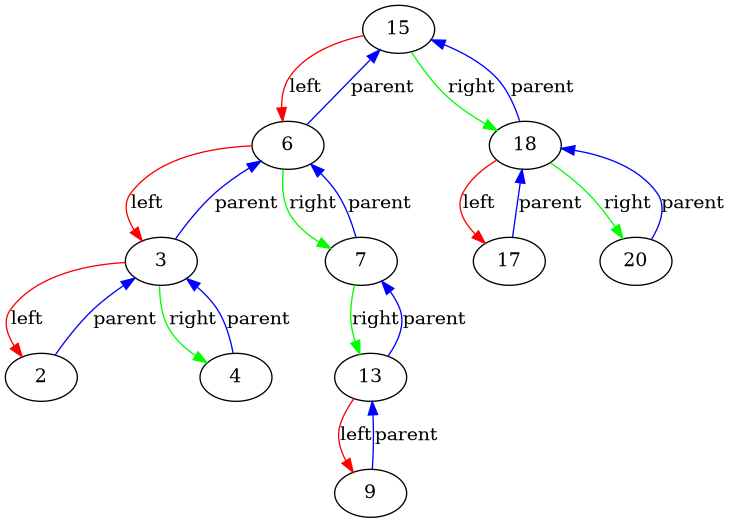 15
left parent right parent
6 18
left parent right parent left parent right parent
3 7 17 20
left parent right parent right parent
2 4 13
left parent
9